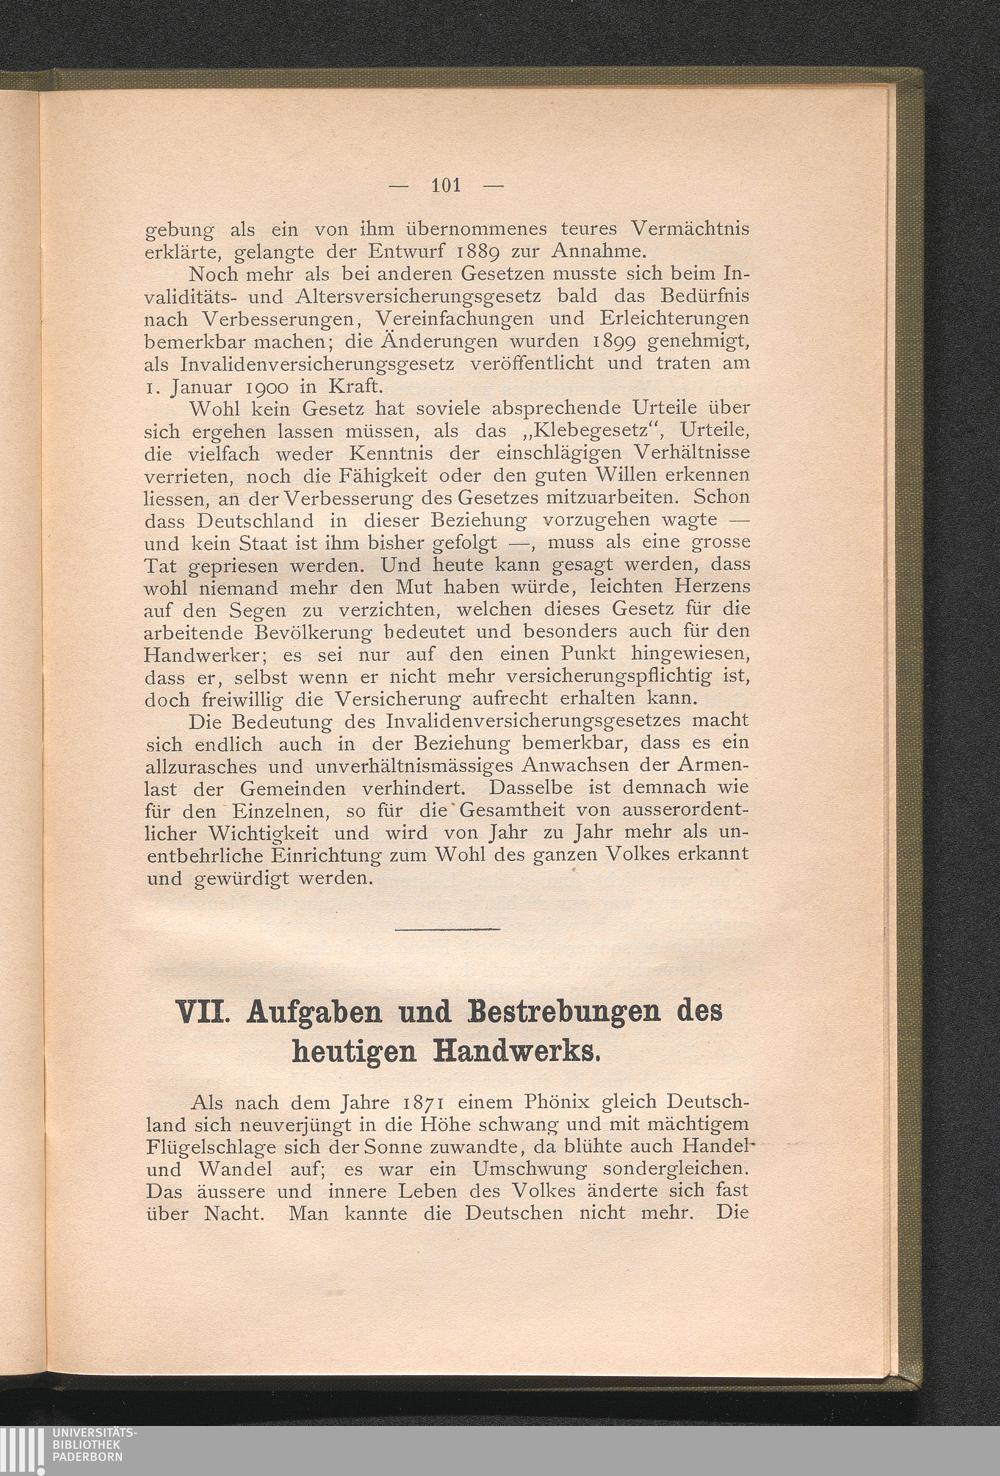 — 101 —
gebung als ein von ihm übernommenes teures Vermächtnis
erklärte, gelangte der Entwurf 1889 zur Annahme.
Noch mehr als bei anderen Gesetzen musste sich beim In-
validitäts- und Altersversicherungsgesetz bald das Bedürfnis
nach Verbesserungen, Vereinfachungen und Erleichterungen
bemerkbar machen; die Änderungen wurden 1899 genehmigt,
als Invalidenversicherungsgesetz veröffentlicht und traten am
1. Januar 1900 in Kraft.
Wohl kein Gesetz hat soviele absprechende Urteile über
sich ergehen lassen müssen, als das „Klebegesetz“, Urteile,
die vielfach weder Kenntnis der einschlägigen Verhältnisse
verrieten, noch die Fähigkeit oder den guten Willen erkennen
liessen, an der Verbesserung des Gesetzes mitzuarbeiten. Schon
dass Deutschland in dieser Beziehung vorzugehen wagte —
und kein Staat ist ihm bisher gefolgt —, muss als eine grosse
Tat gepriesen werden. Und heute kann gesagt werden, dass
wohl niemand mehr den Mut haben würde, leichten Herzens
auf den Segen zu verzichten, welchen dieses Gesetz für die
arbeitende Bevölkerung bedeutet und besonders auch für den
Handwerker; es sei nur auf den einen Punkt hingewiesen,
dass er, selbst wenn er nicht mehr versicherungspflichtig ist,
doch freiwillig die Versicherung aufrecht erhalten kann.
Die Bedeutung des Invalidenversicherungsgesetzes macht
sich endlich auch in der Beziehung bemerkbar, dass es ein
allzurasches und unverhältnismässiges Anwachsen der Armen-
last der Gemeinden verhindert. Dasselbe ist demnach wie
für den Einzelnen, so für die Gesamtheit von ausserordent-
licher Wichtigkeit und wird von Jahr zu Jahr mehr als un-
entbehrliche Einrichtung zum Wohl des ganzen Volkes erkannt
und gewürdigt werden.
VII. Aufgaben und Bestrebungen des
heutigen Handwerks.
Als nach dem Jahre 1871 einem Phönix gleich Deutsch-
land sich neuverjüngt in die Höhe schwang und mit mächtigem
Flügelschlage sich der Sonne zuwandte, da blühte auch Handel
und Wandel auf; es war ein Umschwung sondergleichen.
Das äussere und innere Leben des Volkes änderte sich fast
über Nacht. Man kannte die Deutschen nicht mehr. Die
UNIVERSITÄTS-
BIBLIOTHEK
PADERBORN